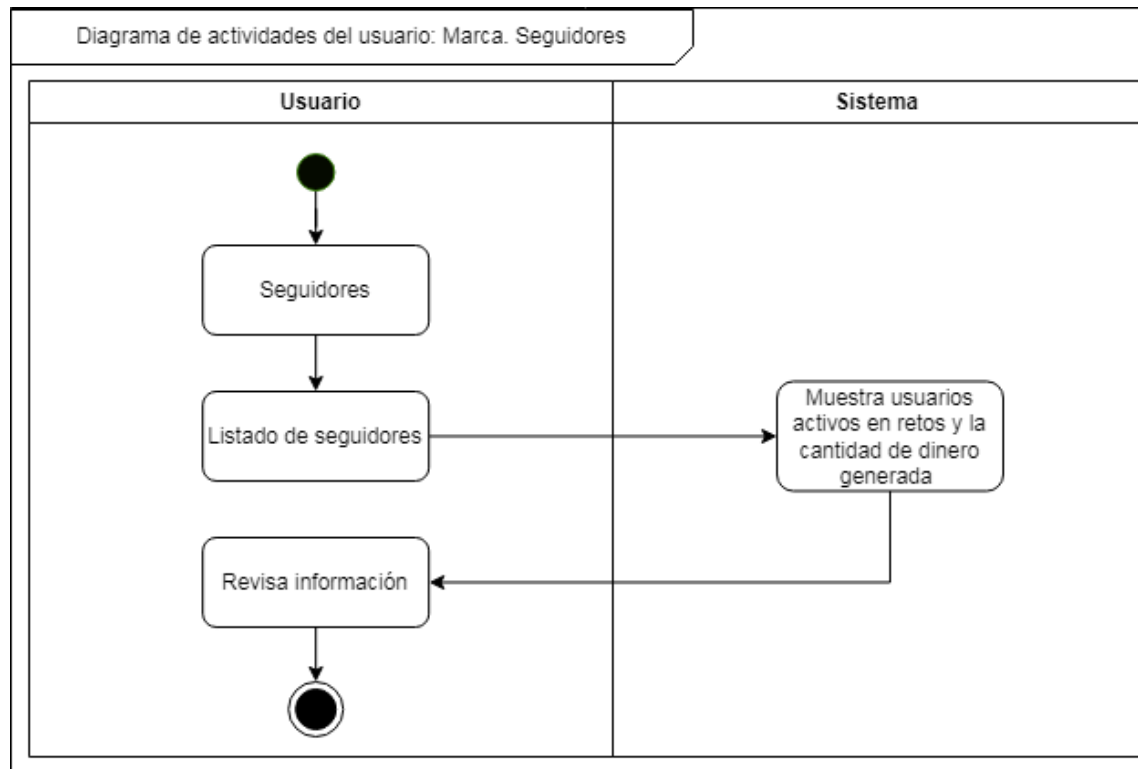 Diagrama de actividades del usuario: Marca. Seguidores
Usuario
Sistema
Seguidores
Listado de seguidores
Muestra usuarios
activos en retos y la
cantidad de dinero
generada
Revisa información